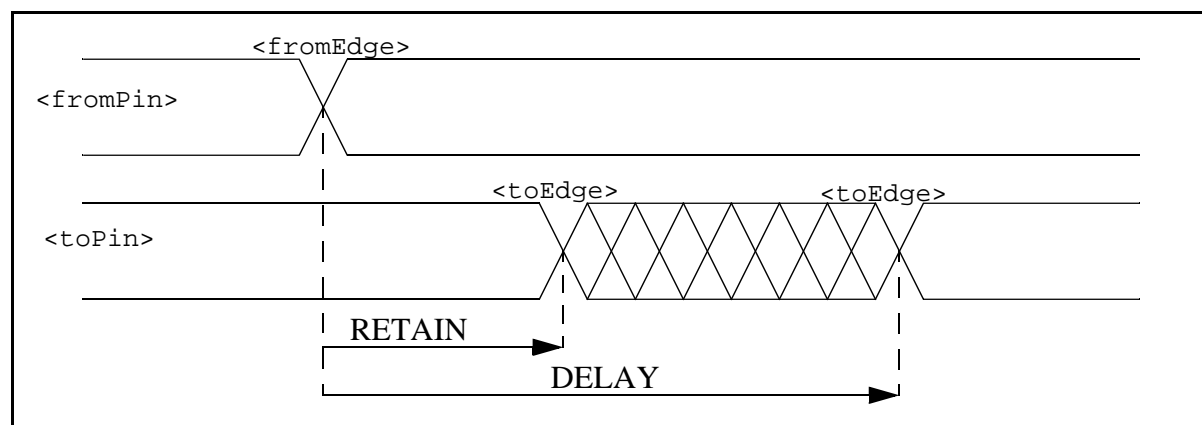 <fromEdge>
<fromPin>
<toEdge> <toEdge>
<toPin>
RETAIN
DELAY